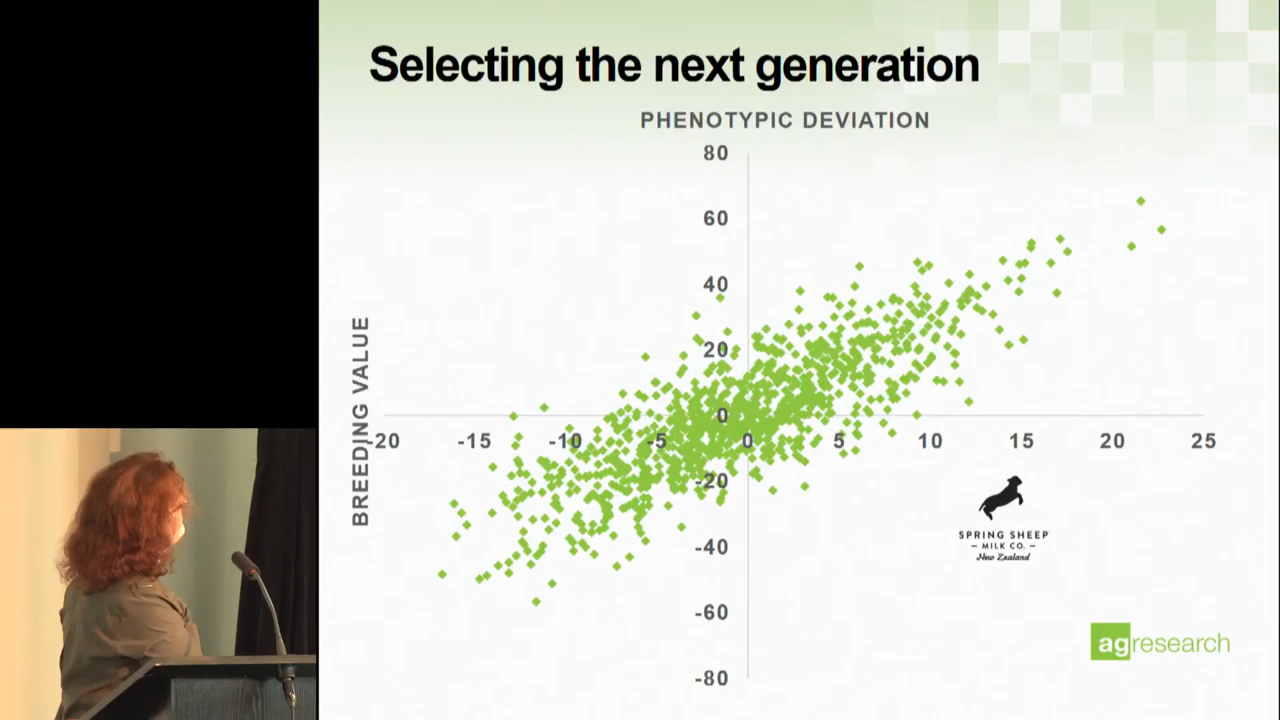 Selecting the next generation
PHENOTYPIC DEVIATION
80
60
40
20
0
-20 -15 -10 -5 0 5 10 15 20 25
-20
-40
-60
-80
BREEDING VALUE
SPRING SHEEP
– MILK CO. –
New Zealand
agresearch